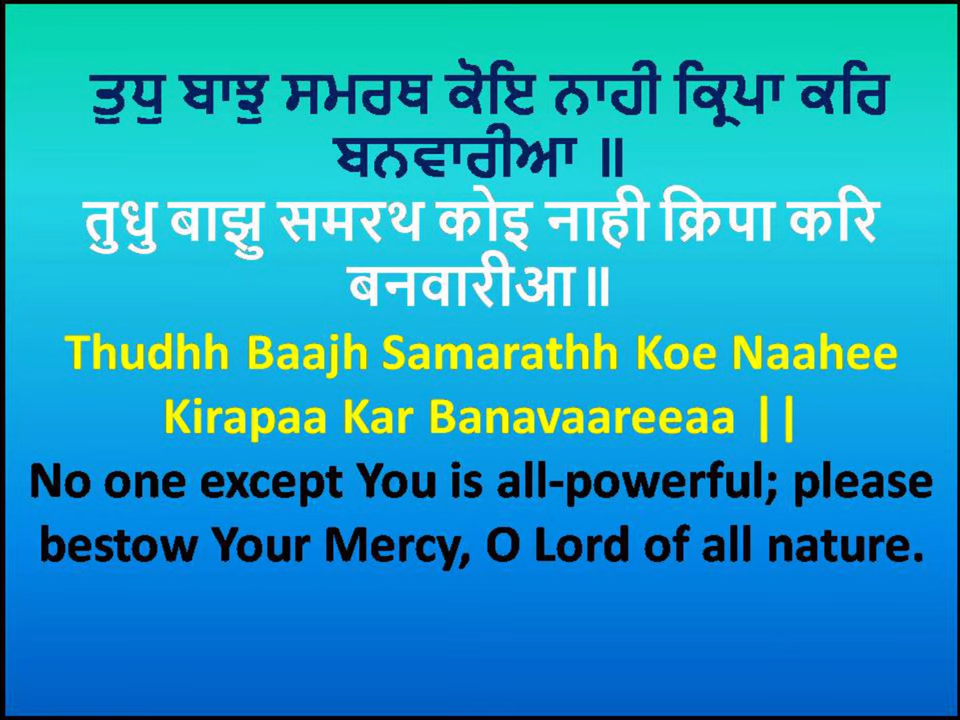 ਤੁਧੁ ਬਾਝੁ ਸਮਰਥ ਕੋਇ ਨਾਹੀ ਕ੍ਰਿਪਾ ਕਰਿ
ਬਨਵਾਰੀਆ ॥
तुधु बाझु समरथ कोइ नाही क्रिपा करि
बनवारीआ॥
Thudhh Baajh Samarathh Koe Naahee
Kirapaa Kar Banavaareeaa ||
No one except You is all-powerful; please
bestow Your Mercy, O Lord of all nature.